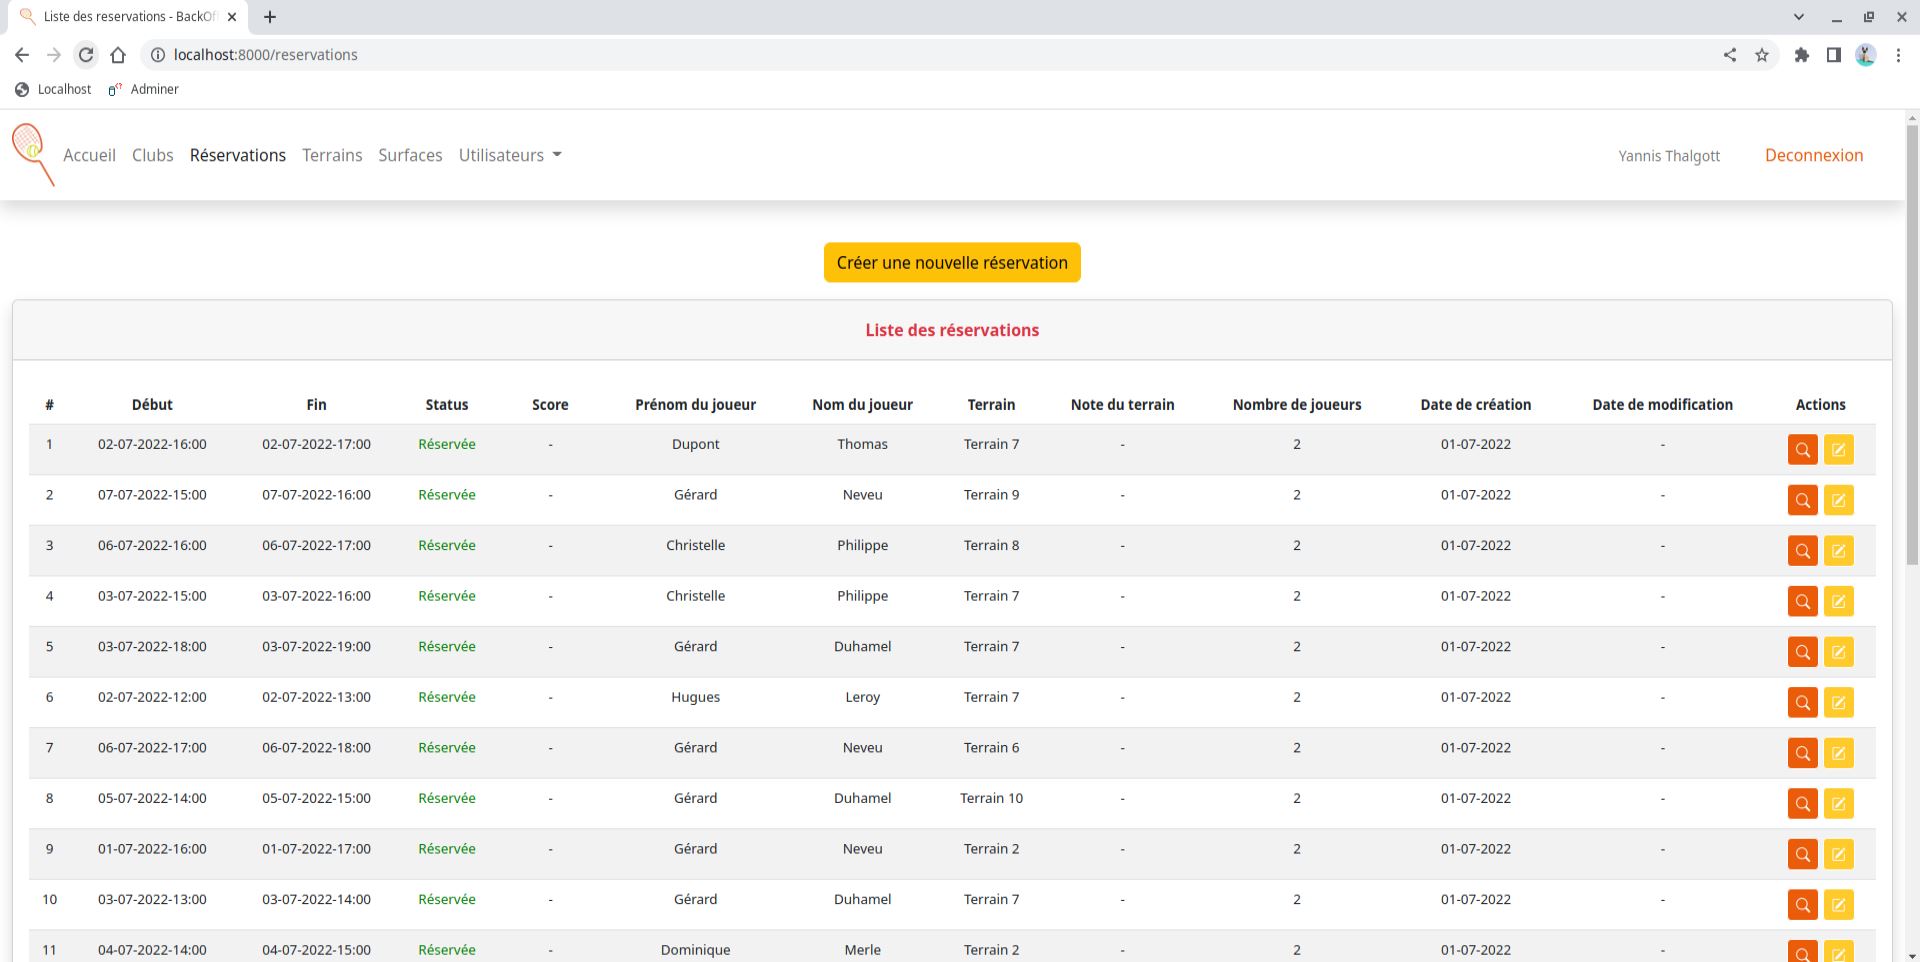 Liste des reservations - BackOf
localhost:8000/reservations
Localhost Adminer
Accueil Clubs Réservations Terrains Surfaces Utilisateurs Yannis Thalgott Deconnexion
Créer une nouvelle réservation
Liste des réservations
# Début Fin Status Score Prénom du joueur Nom du joueur Terrain Note du terrain Nombre de joueurs Date de création Date de modification Actions
1 02-07-2022-16:00 02-07-2022-17:00 Réservée - Dupont Thomas Terrain 7 - 2 01-07-2022 -
2 07-07-2022-15:00 07-07-2022-16:00 Réservée - Gérard Neveu Terrain 9 - 2 01-07-2022 -
3 06-07-2022-16:00 06-07-2022-17:00 Réservée - Christelle Philippe Terrain 8 - 2 01-07-2022 -
4 03-07-2022-15:00 03-07-2022-16:00 Réservée - Christelle Philippe Terrain 7 - 2 01-07-2022 -
5 03-07-2022-18:00 03-07-2022-19:00 Réservée - Gérard Duhamel Terrain 7 - 2 01-07-2022 -
6 02-07-2022-12:00 02-07-2022-13:00 Réservée - Hugues Leroy Terrain 7 - 2 01-07-2022 -
7 06-07-2022-17:00 06-07-2022-18:00 Réservée - Gérard Neveu Terrain 6 - 2 01-07-2022 -
8 05-07-2022-14:00 05-07-2022-15:00 Réservée - Gérard Duhamel Terrain 10 - 2 01-07-2022 -
9 01-07-2022-16:00 01-07-2022-17:00 Réservée - Gérard Neveu Terrain 2 - 2 01-07-2022 -
10 03-07-2022-13:00 03-07-2022-14:00 Réservée - Gérard Duhamel Terrain 7 - 2 01-07-2022 -
11 04-07-2022-14:00 04-07-2022-15:00 Réservée - Dominique Merle Terrain 2 - 2 01-07-2022 -